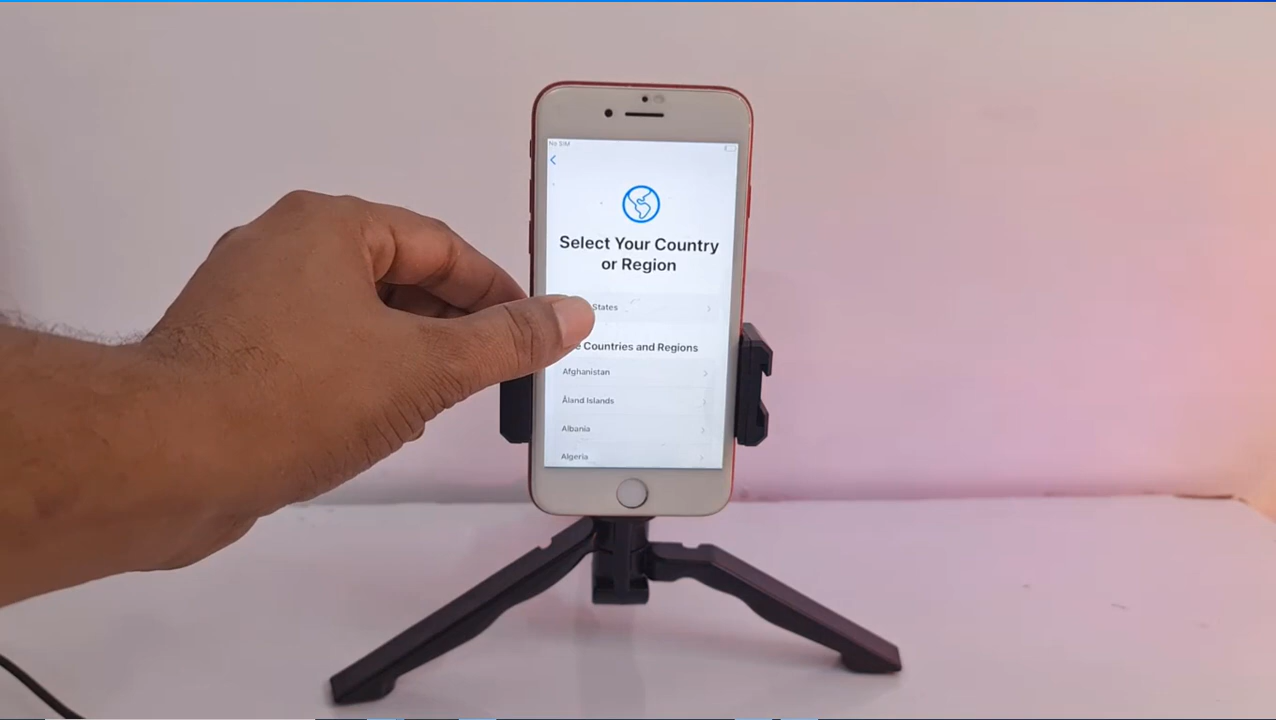 No SIM
Select Your Country
or Region
States
Countries and Regions
Afghanistan
Åland Islands
Albania
Algeria